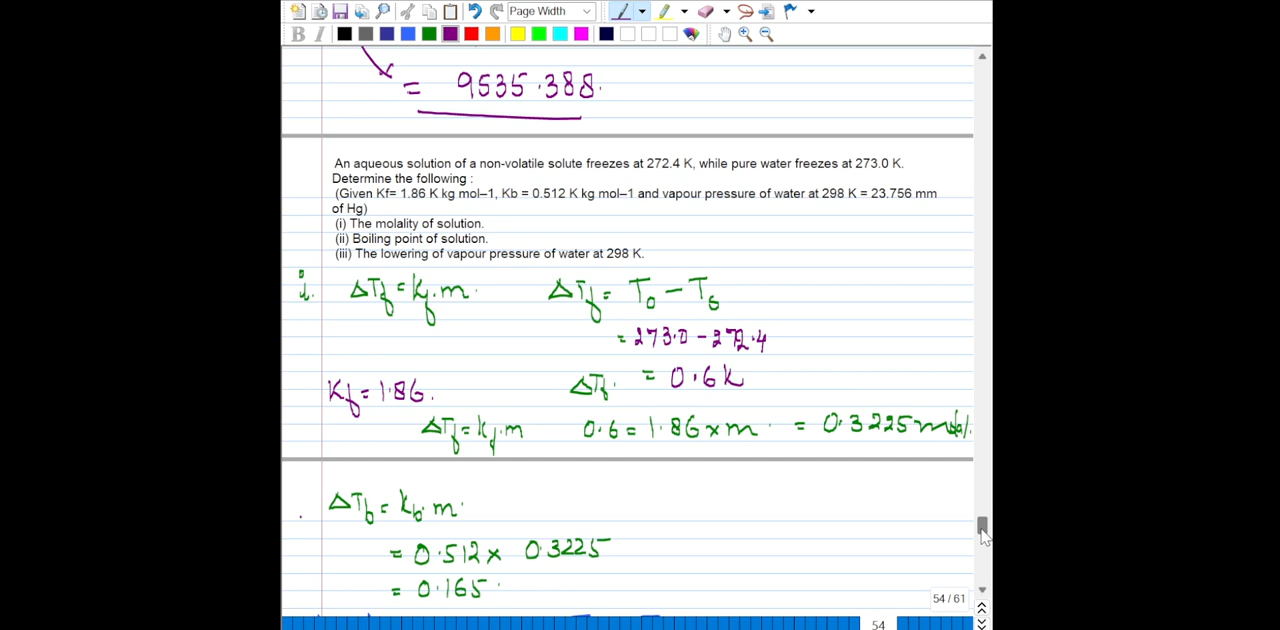 Page Width
B I
= 9535.388.
An aqueous solution of a non-volatile solute freezes at 272.4 K, while pure water freezes at 273.0 K.
Determine the following :
(Given Kf= 1.86 K kg mol–1, Kb = 0.512 K kg mol–1 and vapour pressure of water at 298 K = 23.756 mm
of Hg)
(i) The molality of solution.
(ii) Boiling point of solution.
(iii) The lowering of vapour pressure of water at 298 K.
i. ΔTf = Kf.m. ΔTf = T0 – Ts
= 273.0 – 272.4
Kf = 1.86. ΔTf. = 0.6K
ΔTf = Kf.m 0.6 = 1.86 x m. = 0.3225 molal.
ΔTb = Kb.m.
= 0.512 x 0.3225
= 0.165.
54 / 61
54